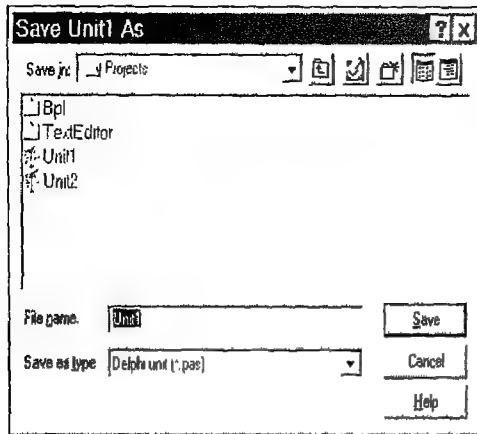 Save Unit1 As
Save in: Projects
Bpl
TextEditor
Unit1
Unit2
File name: Unit1 Save
Save as type Delphi unit (*.pas) Cancel
Help